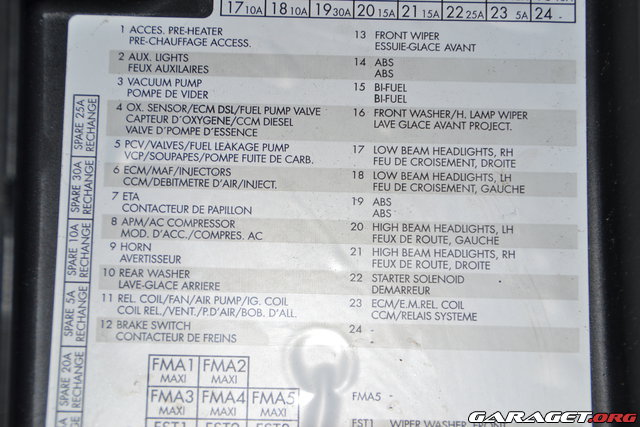 17 10A 18 10A 19 30A 20 15A 21 15A 22 25A 23 5A 24 -
1 ACCES. PRE-HEATER
PRE-CHAUFFAGE ACCESS.
2 AUX. LIGHTS
FEUX AUXILAIRES
3 VACUUM PUMP
POMPE DE VIDER
4 OX. SENSOR/ECM DSL/FUEL PUMP VALVE
CAPTEUR D'OXYGENE/CCM DIESEL
VALVE D'POMPE D'ESSENCE
5 PCV/VALVES/FUEL LEAKAGE PUMP
VCP/SOUPAPES/POMPE FUITE DE CARB.
6 ECM/MAF/INJECTORS
CCM/DEBITMETRE D'AIR/INJECT.
7 ETA
CONTACTEUR DE PAPILLON
8 APM/AC COMPRESSOR
MOD. D'ACC./COMPRES. AC
9 HORN
AVERTISSEUR
10 REAR WASHER
LAVE-GLACE ARRIERE
11 REL. COIL/FAN/AIR PUMP/IG. COIL
COIL REL./VENT./P.D'AIR/BOB. D'ALL.
12 BRAKE SWITCH
CONTACTEUR DE FREINS
13 FRONT WIPER
ESSUIE-GLACE AVANT
14 ABS
ABS
15 BI-FUEL
BI-FUEL
16 FRONT WASHER/H. LAMP WIPER
LAVE GLACE AVANT PROJECT.
17 LOW BEAM HEADLIGHTS, RH
FEU DE CROISEMENT, DROITE
18 LOW BEAM HEADLIGHTS, LH
FEU DE CROISEMENT, GAUCHE
19 ABS
ABS
20 HIGH BEAM HEADLIGHTS, LH
FEUX DE ROUTE, GAUCHE
21 HIGH BEAM HEADLIGHTS, RH
FEUX DE ROUTE, DROITE
22 STARTER SOLENOID
DEMARREUR
23 ECM/E.M.REL. COIL
CCM/RELAIS SYSTEME
24
SPARE 25A
RECHANGE
SPARE 30A
RECHANGE
SPARE 10A
RECHANGE
SPARE 5A
RECHANGE
SPARE 20A
RECHANGE
FMA1 FMA2
MAXI MAXI
FMA3 FMA4 FMA5
MAXI MAXI MAXI
FMA5
FST1 WIPER WASHER, FRONT
GARAGET.ORG